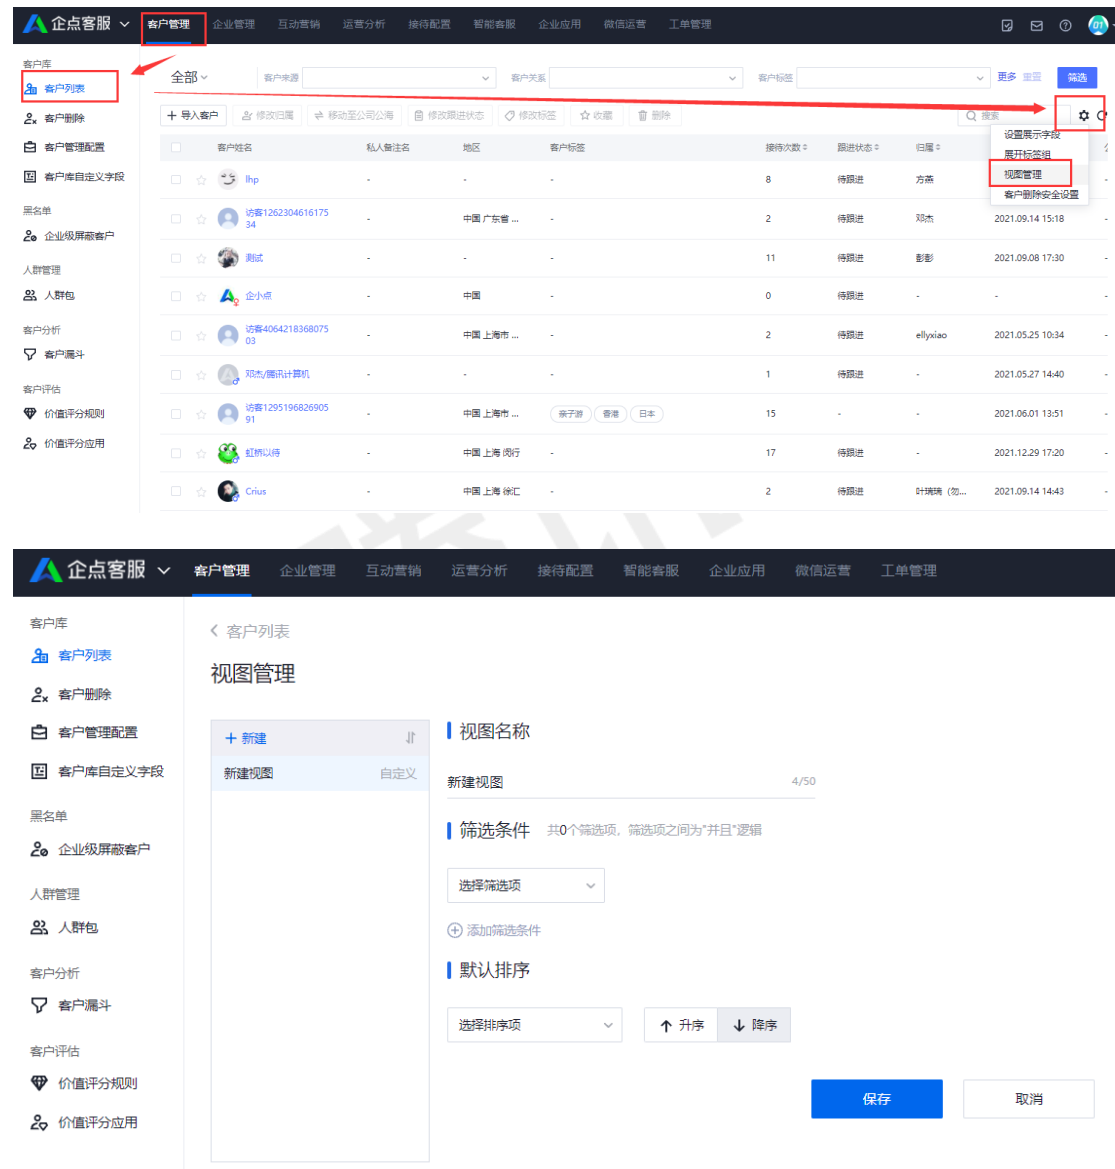 企点客服 客户管理 企业管理 互动营销 运营分析 接待配置 智能客服 企业应用 微信运营 工单管理
客户库
客户列表
客户删除
客户管理配置
客户库自定义字段
黑名单
企业级屏蔽客户
人群管理
人群包
客户分析
客户漏斗
客户评估
价值评分规则
价值评分应用
全部 客户来源 客户关系 客户标签 更多 重置 筛选
导入客户 修改归属 移动至公司公海 修改跟进状态 修改标签 收藏 删除 搜索
设置展示字段
展开标签组
视图管理
客户删除安全设置
客户姓名 私人备注名 地区 客户标签 接待次数 跟进状态 归属
lhp - - - 8 待跟进 方燕 -
访客1262304616175
34 - 中国 广东省 ... - 2 待跟进 邓杰 2021.09.14 15:18 -
测试 - - - 11 待跟进 彭彭 2021.09.08 17:30 -
企小点 - 中国 - 0 待跟进 - - -
访客4064218368075
03 - 中国 上海市 ... - 2 待跟进 ellyxiao 2021.05.25 10:34 -
邓杰/腾讯计算机 - - - 1 待跟进 - 2021.05.27 14:40 -
访客1295196826905
91 - 中国 上海市 ... 亲子游 香港 日本 15 - - 2021.06.01 13:51 -
虹桥以待 - 中国 上海 闵行 - 17 待跟进 - 2021.12.29 17:20 -
Crius - 中国 上海 徐汇 - 2 待跟进 叶瑞瑞（勿... 2021.09.14 14:43 -
企点客服 客户管理 企业管理 互动营销 运营分析 接待配置 智能客服 企业应用 微信运营 工单管理
客户库
客户列表
客户删除
客户管理配置
客户库自定义字段
黑名单
企业级屏蔽客户
人群管理
人群包
客户分析
客户漏斗
客户评估
价值评分规则
价值评分应用
客户列表
视图管理
新建
新建视图 自定义
视图名称
新建视图 4/50
筛选条件 共0个筛选项，筛选项之间为"并且"逻辑
选择筛选项
添加筛选条件
默认排序
选择排序项 升序 降序
保存 取消